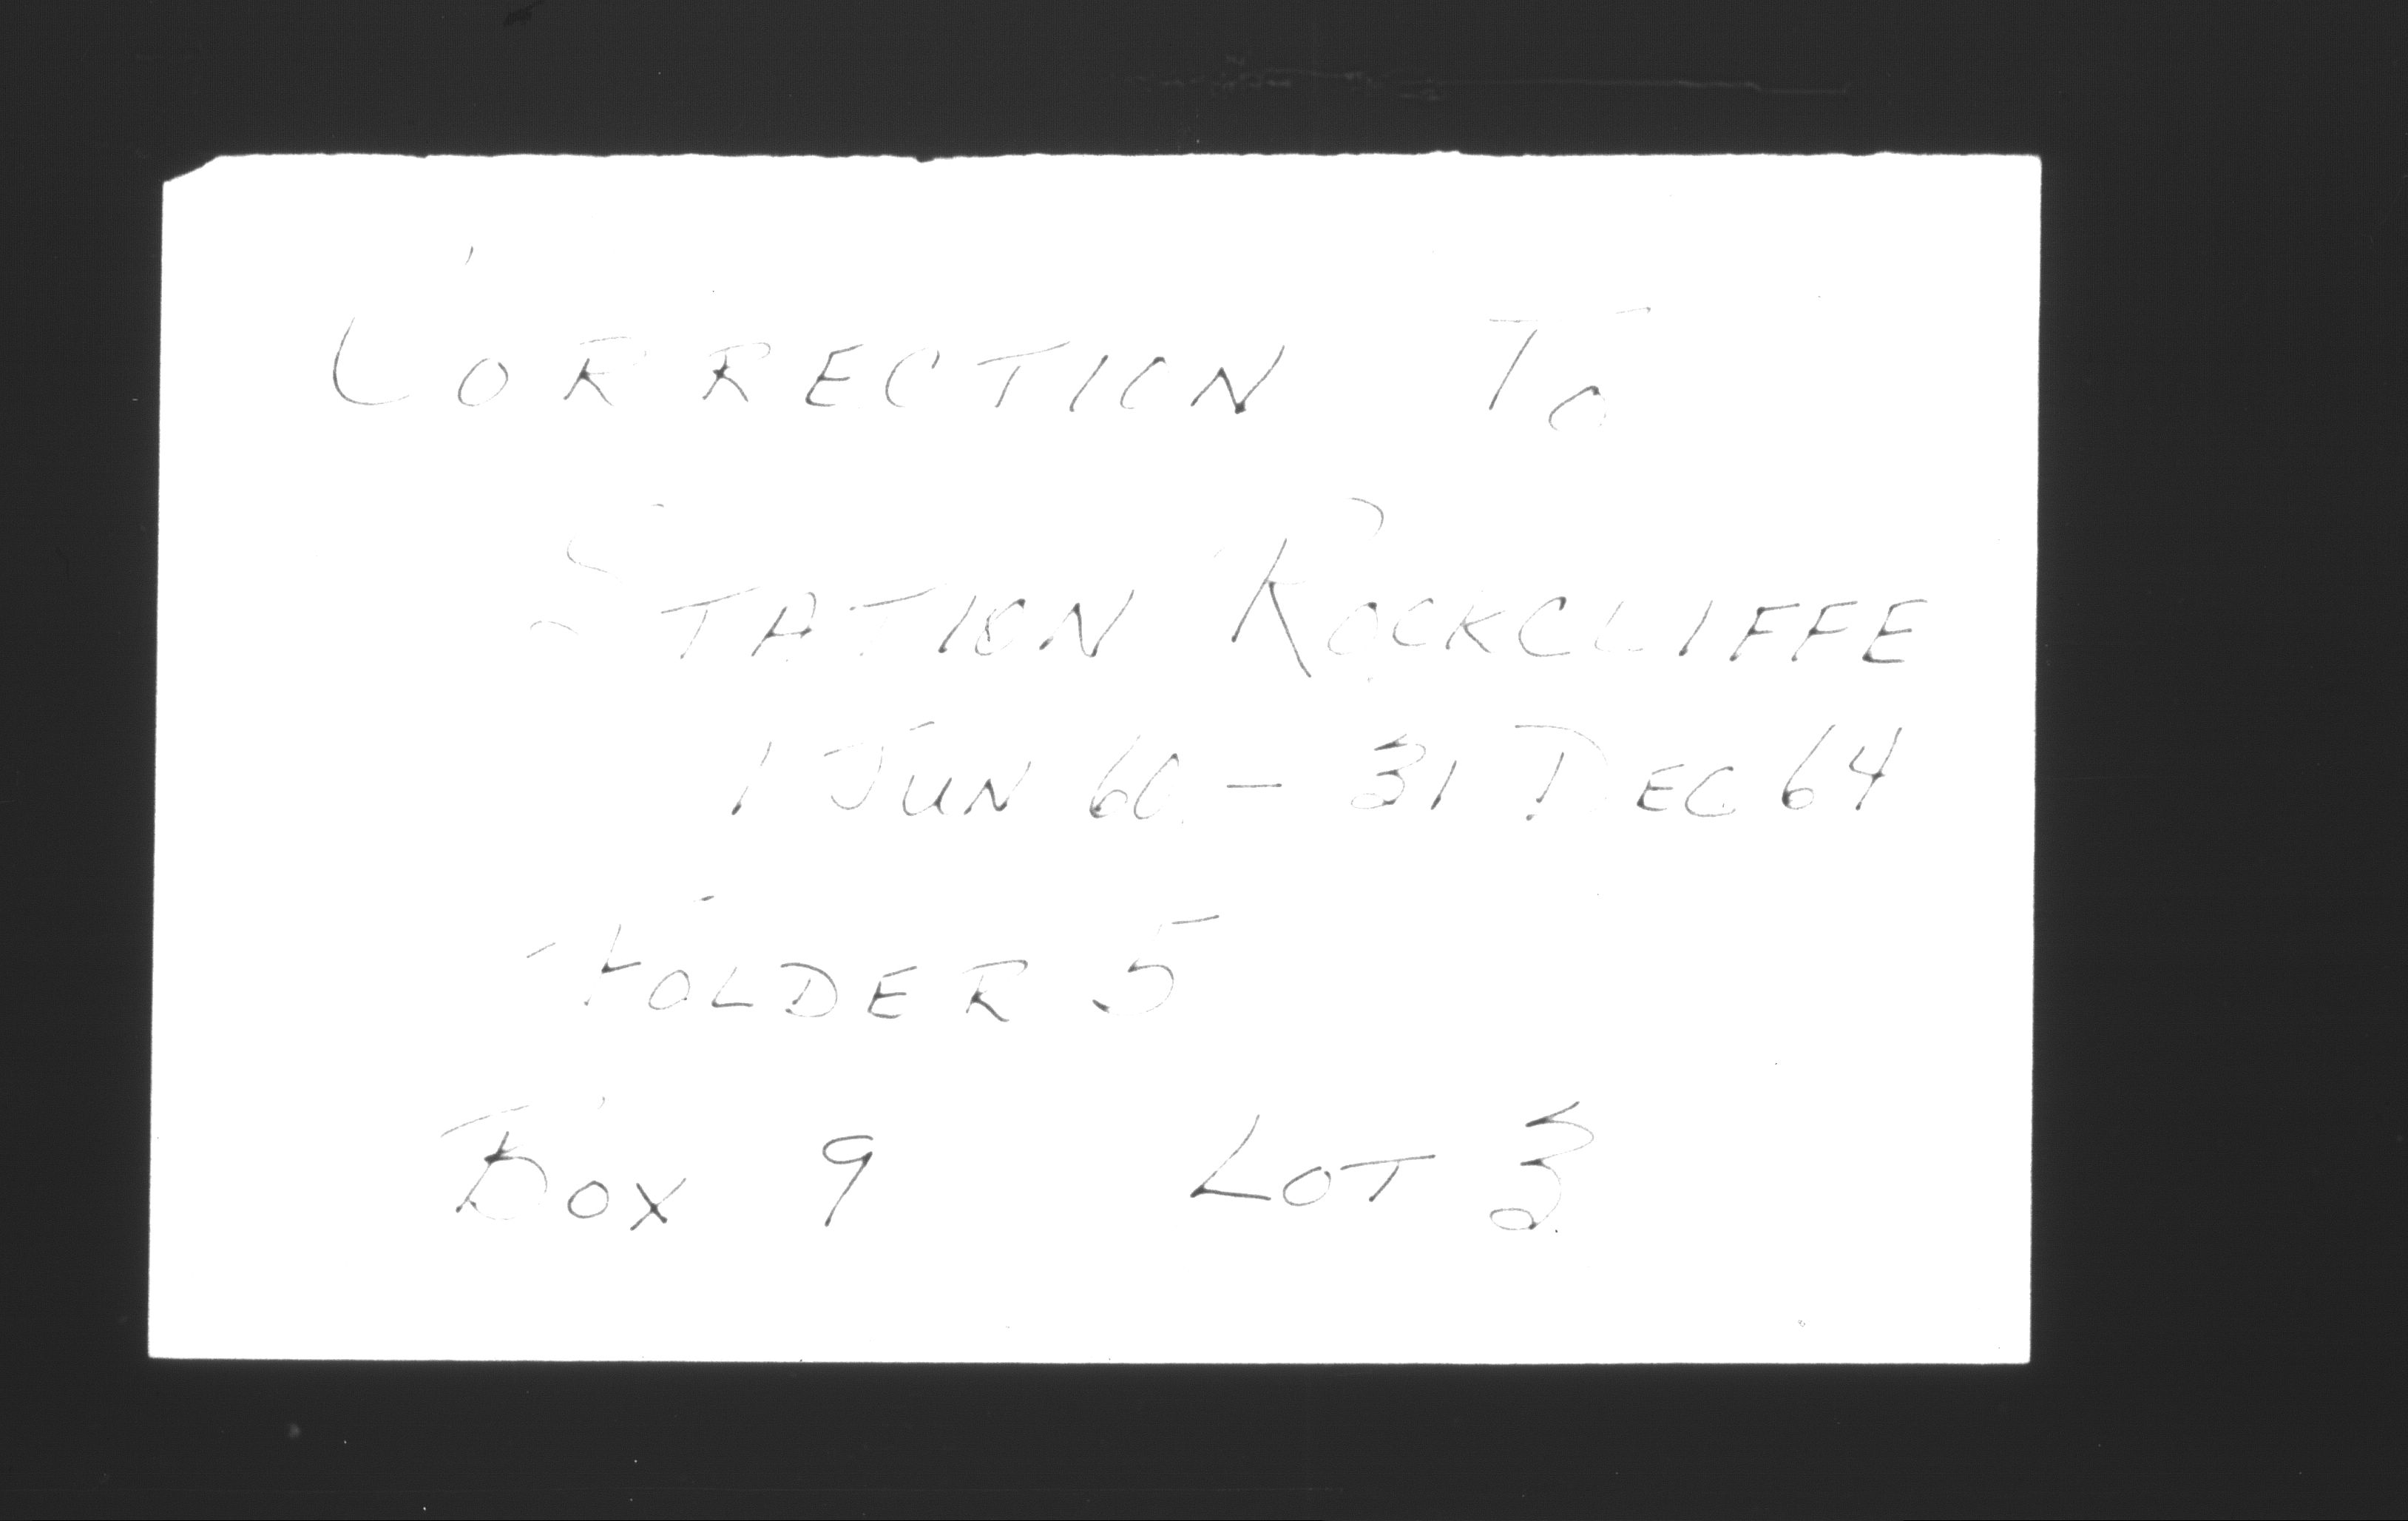 CORRECTION TO
STATION ROCKCLIFFE
1 JUN 60 - 31 DEC 64
FOLDER 5
BOX 9 LOT 3